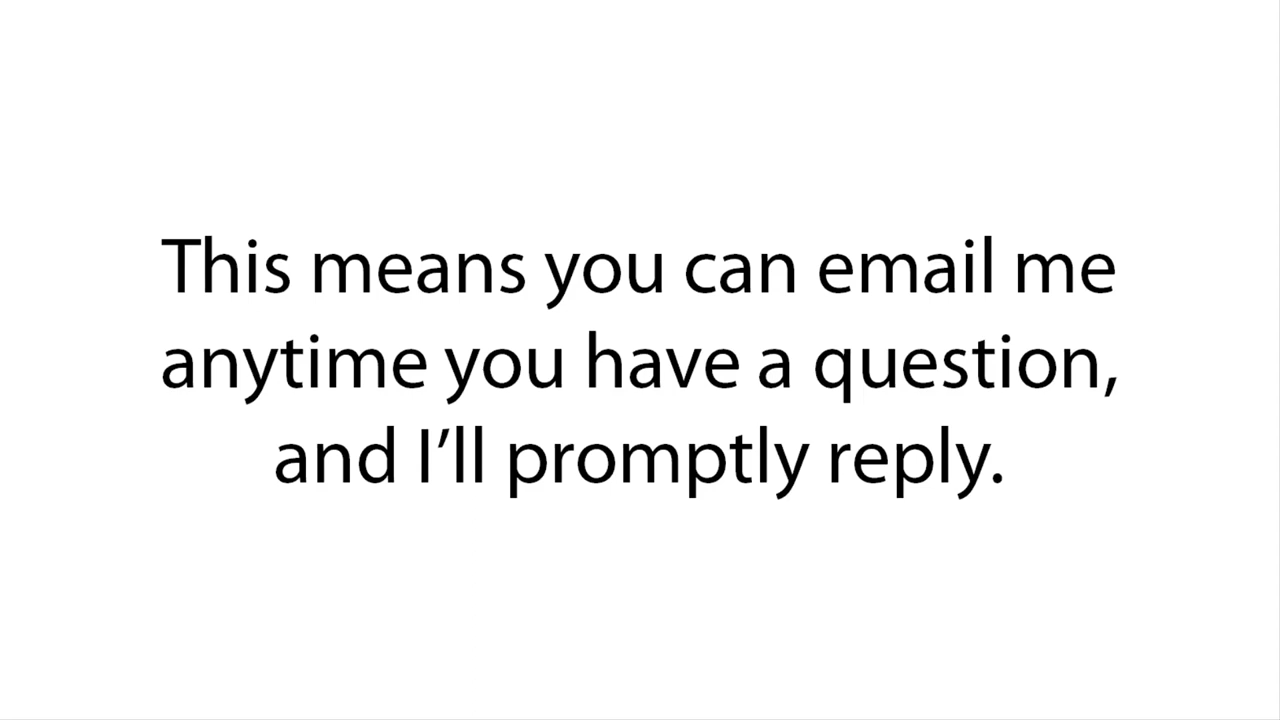 This means you can email me
anytime you have a question,
and I’ll promptly reply.